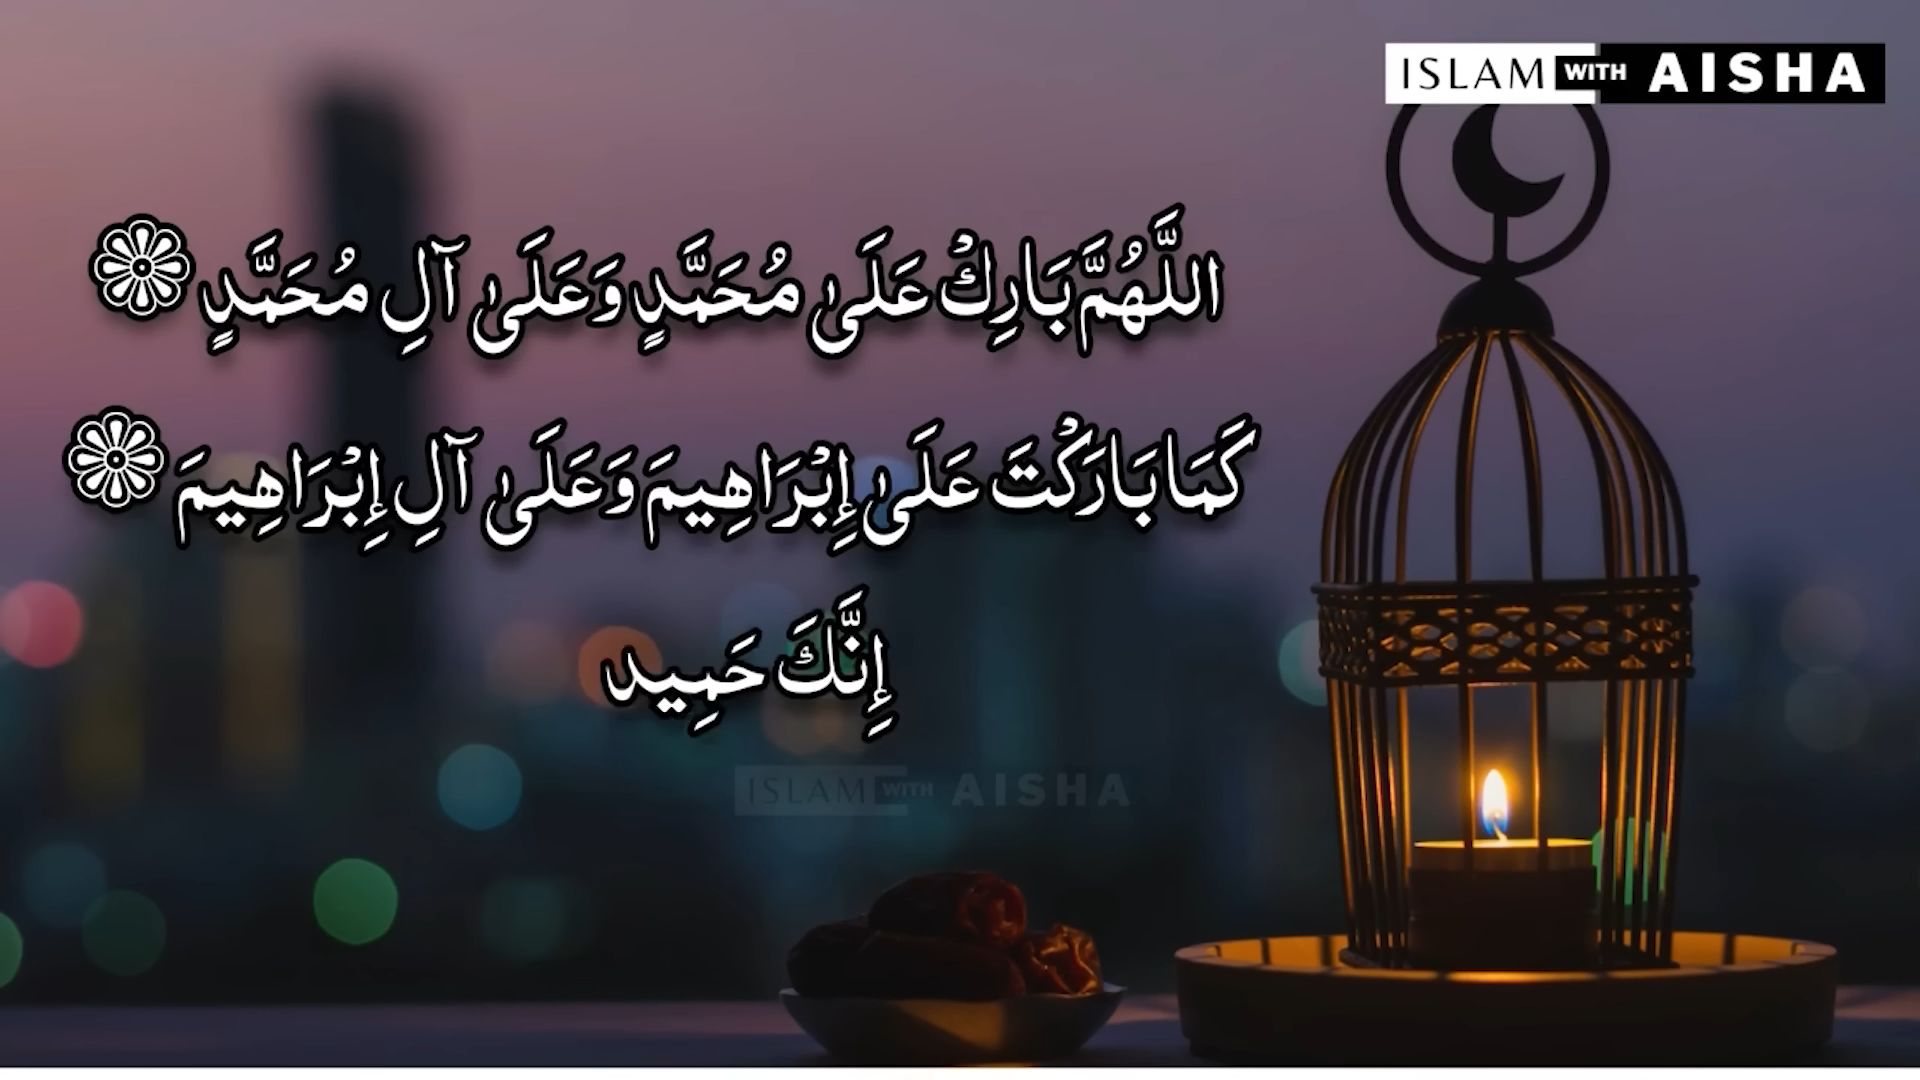 ISLAM WITH AISHA
اللَّهُمَّ بَارِكْ عَلَىٰ مُحَمَّدٍ وَعَلَىٰ آلِ مُحَمَّدٍ ۞
كَمَا بَارَكْتَ عَلَىٰ إِبْرَاهِيمَ وَعَلَىٰ آلِ إِبْرَاهِيمَ ۞
إِنَّكَ حَمِيد
ISLAM WITH AISHA